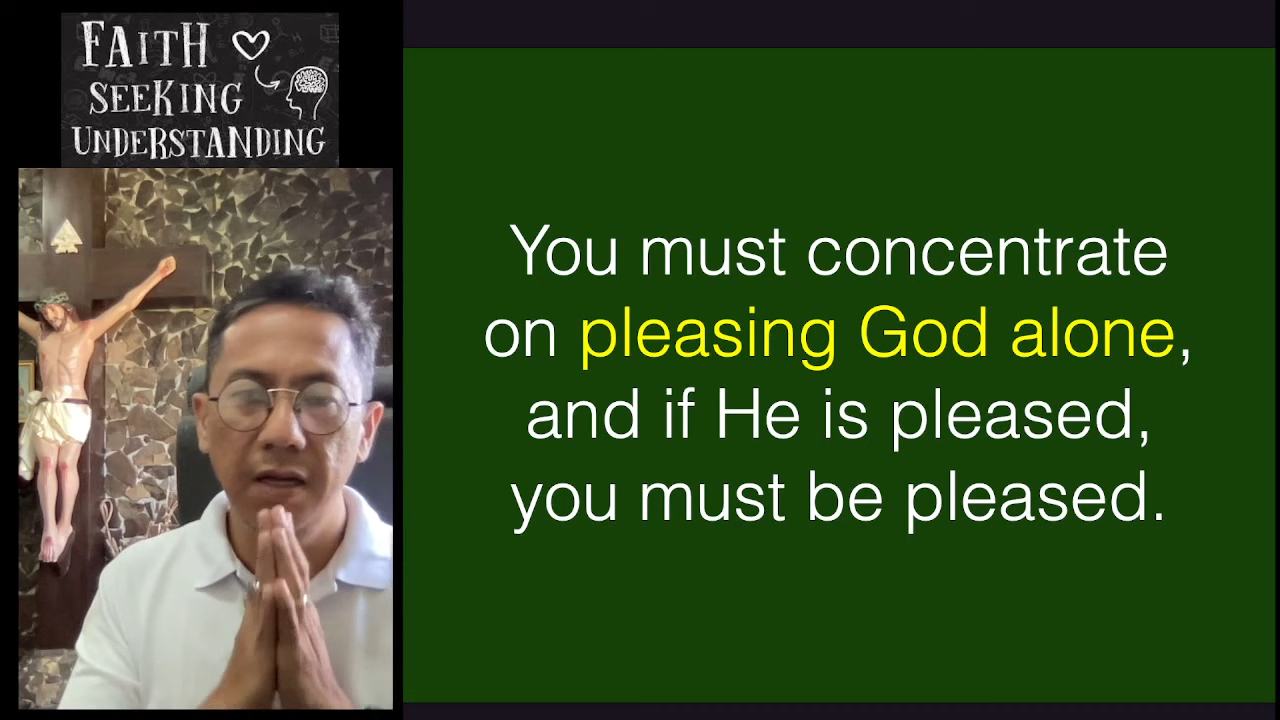 FAITH
SEEKING
UNDERSTANDING
You must concentrate
on pleasing God alone,
and if He is pleased,
you must be pleased.